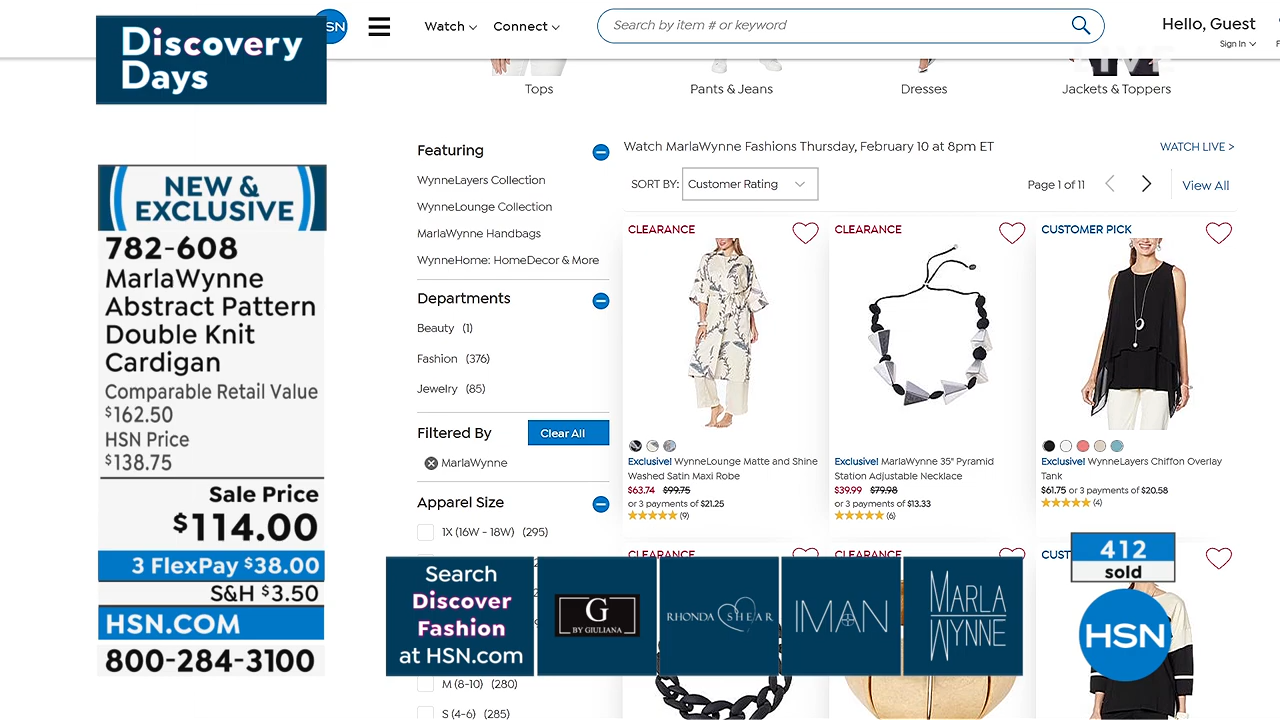 Discovery
Days
HSN
Watch
Connect
Search by item # or keyword
Hello, Guest
Sign In
LIVE
Tops
Pants & Jeans
Dresses
Jackets & Toppers
NEW &
EXCLUSIVE
782-608
MarlaWynne
Abstract Pattern
Double Knit
Cardigan
Comparable Retail Value
$162.50
HSN Price
$138.75
Sale Price
$114.00
3 FlexPay $38.00
S&H $3.50
HSN.COM
800-284-3100
Featuring
WynneLayers Collection
WynneLounge Collection
MarlaWynne Handbags
WynneHome: HomeDecor & More
Departments
Beauty (1)
Fashion (376)
Jewelry (85)
Filtered By
Clear All
MarlaWynne
Apparel Size
1X (16W - 18W) (295)
M (8-10) (280)
S (4-6) (285)
Watch MarlaWynne Fashions Thursday, February 10 at 8pm ET
WATCH LIVE >
SORT BY: Customer Rating
Page 1 of 11
View All
CLEARANCE
Exclusive! WynneLounge Matte and Shine
Washed Satin Maxi Robe
$63.74 $99.75
or 3 payments of $21.25
(9)
CLEARANCE
Exclusive! MarlaWynne 35" Pyramid
Station Adjustable Necklace
$39.99 $79.98
or 3 payments of $13.33
(6)
CUSTOMER PICK
Exclusive! WynneLayers Chiffon Overlay
Tank
$61.75 or 3 payments of $20.58
(4)
CLEARANCE
CLEARANCE
CUST
Search
Discover
Fashion
at HSN.com
G
BY GIULIANA
RHONDA SHEAR
IMAN
MARLA
WYNNE
412
sold
HSN